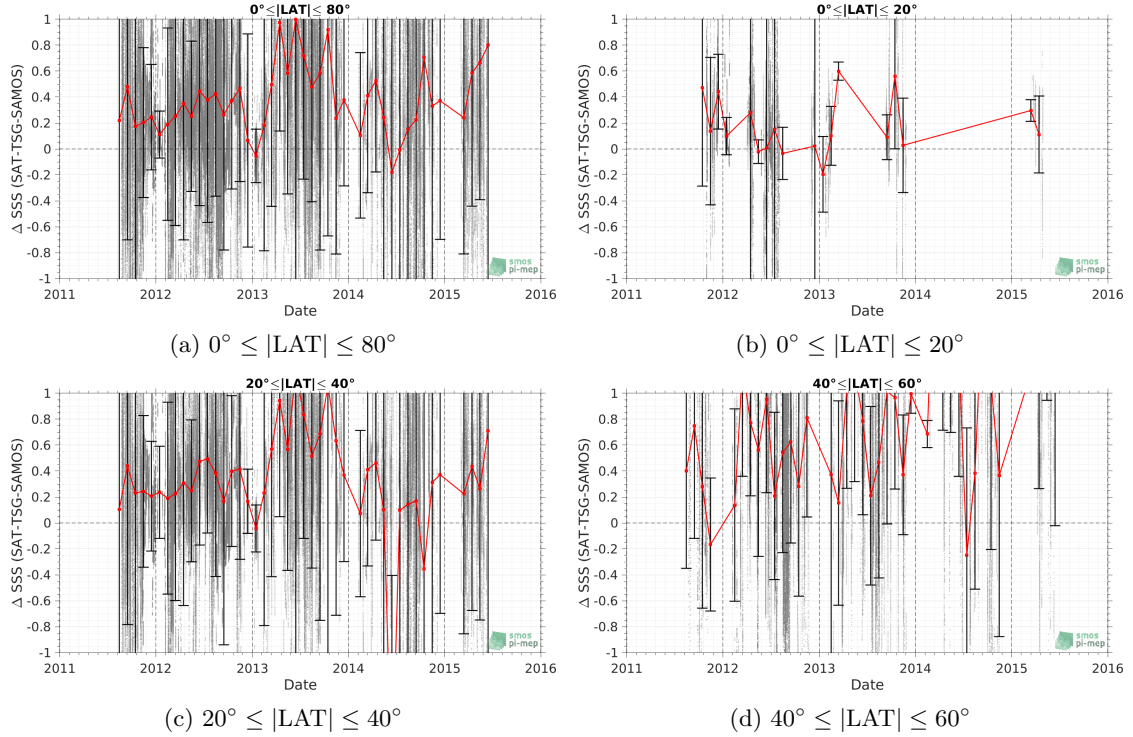 0°≤|LAT|≤ 80°
Δ SSS (SAT-TSG-SAMOS)
1
0.8
0.6
0.4
0.2
0
-0.2
-0.4
-0.6
-0.8
-1
2011 2012 2013 2014 2015 2016
Date
smos
pi-mep
(a) 0° ≤ |LAT| ≤ 80°
0°≤|LAT|≤ 20°
Δ SSS (SAT-TSG-SAMOS)
1
0.8
0.6
0.4
0.2
0
-0.2
-0.4
-0.6
-0.8
-1
2011 2012 2013 2014 2015 2016
Date
smos
pi-mep
(b) 0° ≤ |LAT| ≤ 20°
20°≤|LAT|≤ 40°
Δ SSS (SAT-TSG-SAMOS)
1
0.8
0.6
0.4
0.2
0
-0.2
-0.4
-0.6
-0.8
-1
2011 2012 2013 2014 2015 2016
Date
smos
pi-mep
(c) 20° ≤ |LAT| ≤ 40°
40°≤|LAT|≤ 60°
Δ SSS (SAT-TSG-SAMOS)
1
0.8
0.6
0.4
0.2
0
-0.2
-0.4
-0.6
-0.8
-1
2011 2012 2013 2014 2015 2016
Date
smos
pi-mep
(d) 40° ≤ |LAT| ≤ 60°